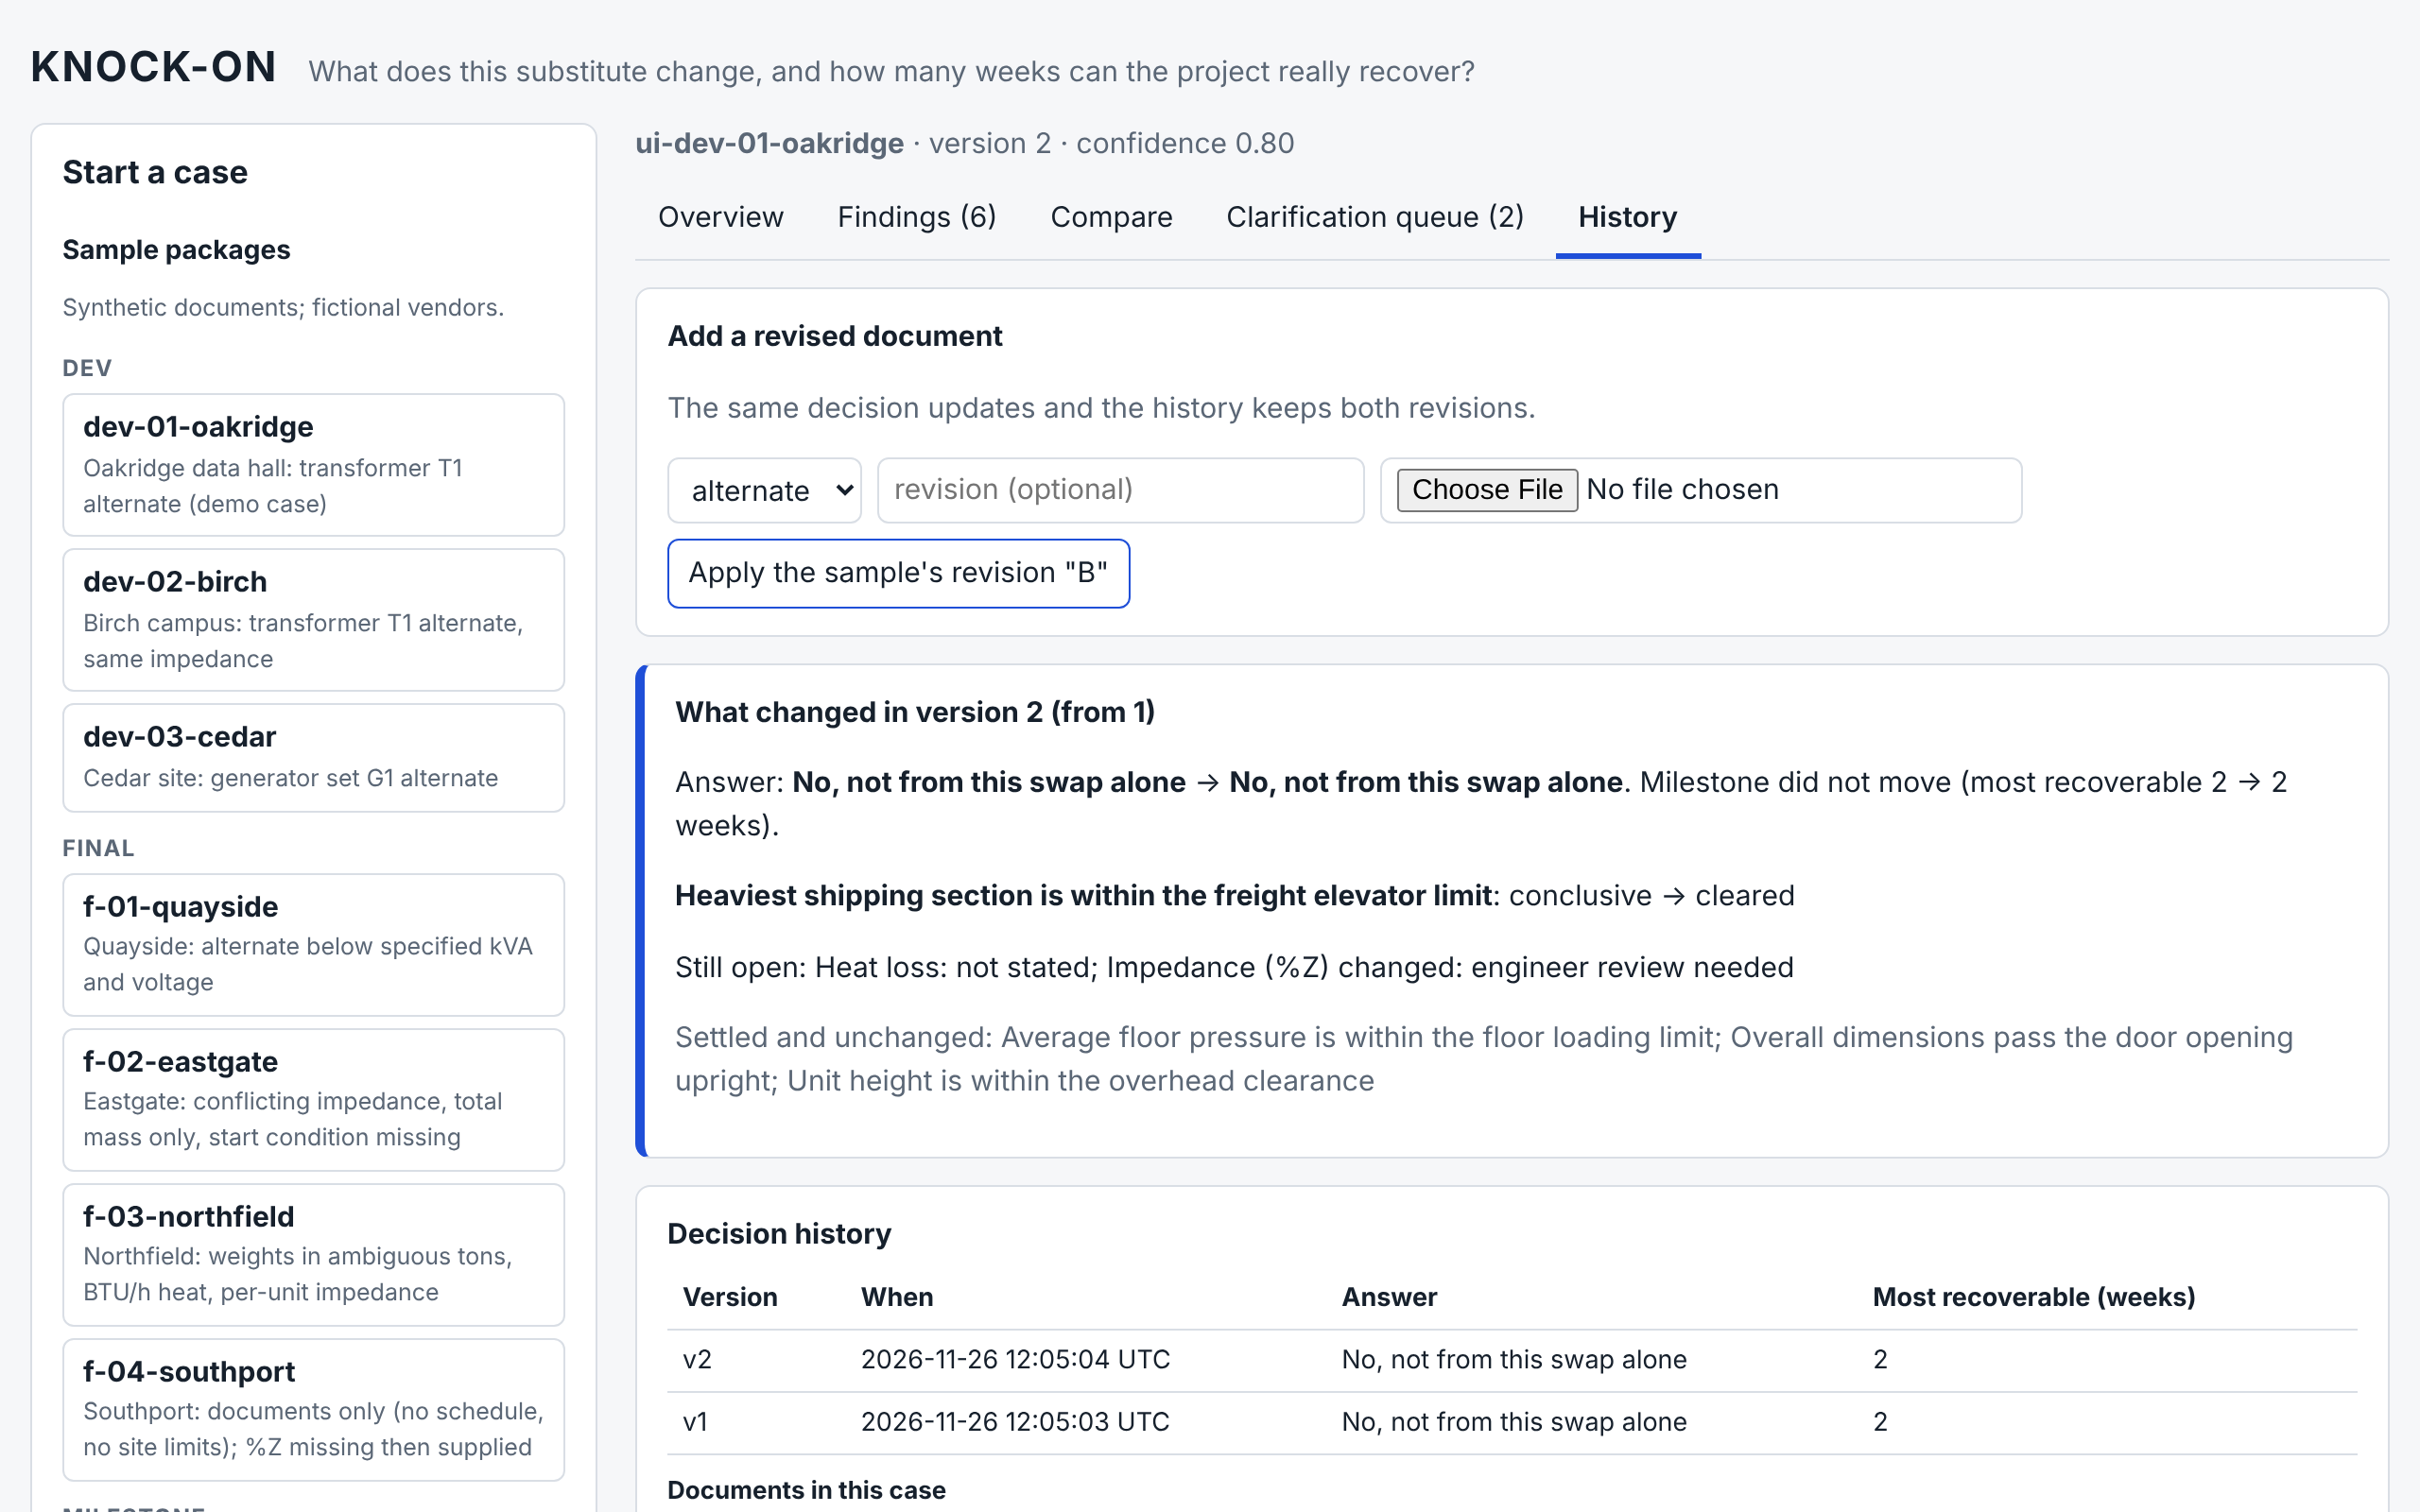 KNOCK-ON What does this substitute change, and how many weeks can the project really recover?
Start a case
Sample packages
Synthetic documents; fictional vendors.
DEV
dev-01-oakridge
Oakridge data hall: transformer T1
alternate (demo case)
dev-02-birch
Birch campus: transformer T1 alternate,
same impedance
dev-03-cedar
Cedar site: generator set G1 alternate
FINAL
f-01-quayside
Quayside: alternate below specified kVA
and voltage
f-02-eastgate
Eastgate: conflicting impedance, total
mass only, start condition missing
f-03-northfield
Northfield: weights in ambiguous tons,
BTU/h heat, per-unit impedance
f-04-southport
Southport: documents only (no schedule,
no site limits); %Z missing then supplied
ui-dev-01-oakridge · version 2 · confidence 0.80
Overview Findings (6) Compare Clarification queue (2) History
Add a revised document
The same decision updates and the history keeps both revisions.
alternate revision (optional) Choose File No file chosen
Apply the sample's revision "B"
What changed in version 2 (from 1)
Answer: No, not from this swap alone → No, not from this swap alone. Milestone did not move (most recoverable 2 → 2
weeks).
Heaviest shipping section is within the freight elevator limit: conclusive → cleared
Still open: Heat loss: not stated; Impedance (%Z) changed: engineer review needed
Settled and unchanged: Average floor pressure is within the floor loading limit; Overall dimensions pass the door opening
upright; Unit height is within the overhead clearance
Decision history
Version When Answer Most recoverable (weeks)
v2 2026-11-26 12:05:04 UTC No, not from this swap alone 2
v1 2026-11-26 12:05:03 UTC No, not from this swap alone 2
Documents in this case